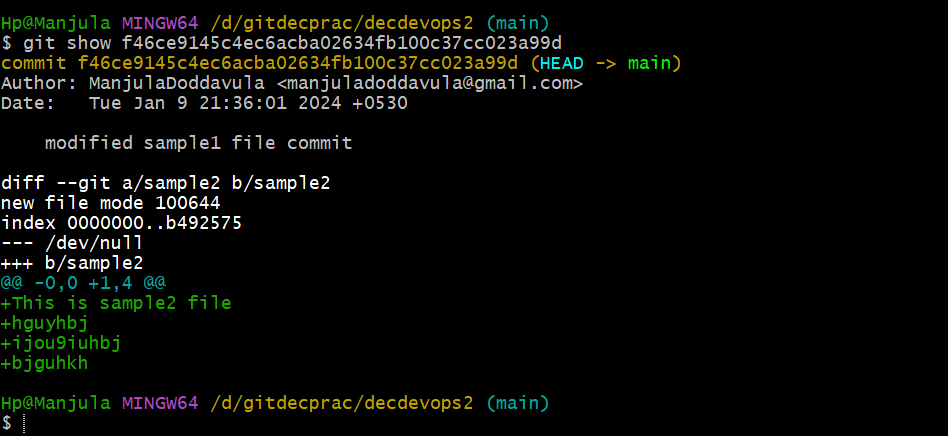 Hp@Manjula MINGW64 /d/gitdecprac/decdevops2 (main)
$ git show f46ce9145c4ec6acba02634fb100c37cc023a99d
commit f46ce9145c4ec6acba02634fb100c37cc023a99d (HEAD -> main)
Author: ManjulaDoddavula <manjuladoddavula@gmail.com>
Date:   Tue Jan 9 21:36:01 2024 +0530

    modified sample1 file commit

diff --git a/sample2 b/sample2
new file mode 100644
index 0000000..b492575
--- /dev/null
+++ b/sample2
@@ -0,0 +1,4 @@
+This is sample2 file
+hguyhbj
+ijou9iuhbj
+bjguhkh

Hp@Manjula MINGW64 /d/gitdecprac/decdevops2 (main)
$